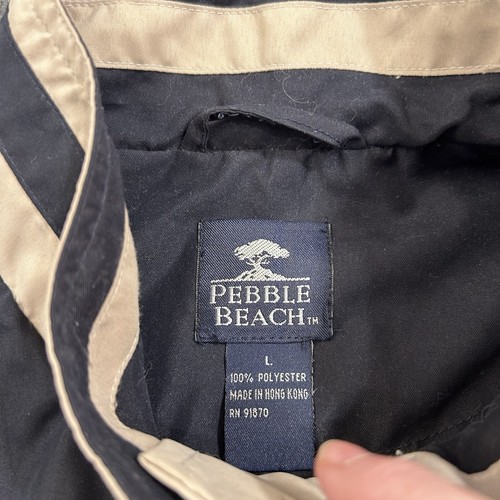 PEBBLE
BEACH™
L
100% POLYESTER
MADE IN HONG KONG
RN 91870